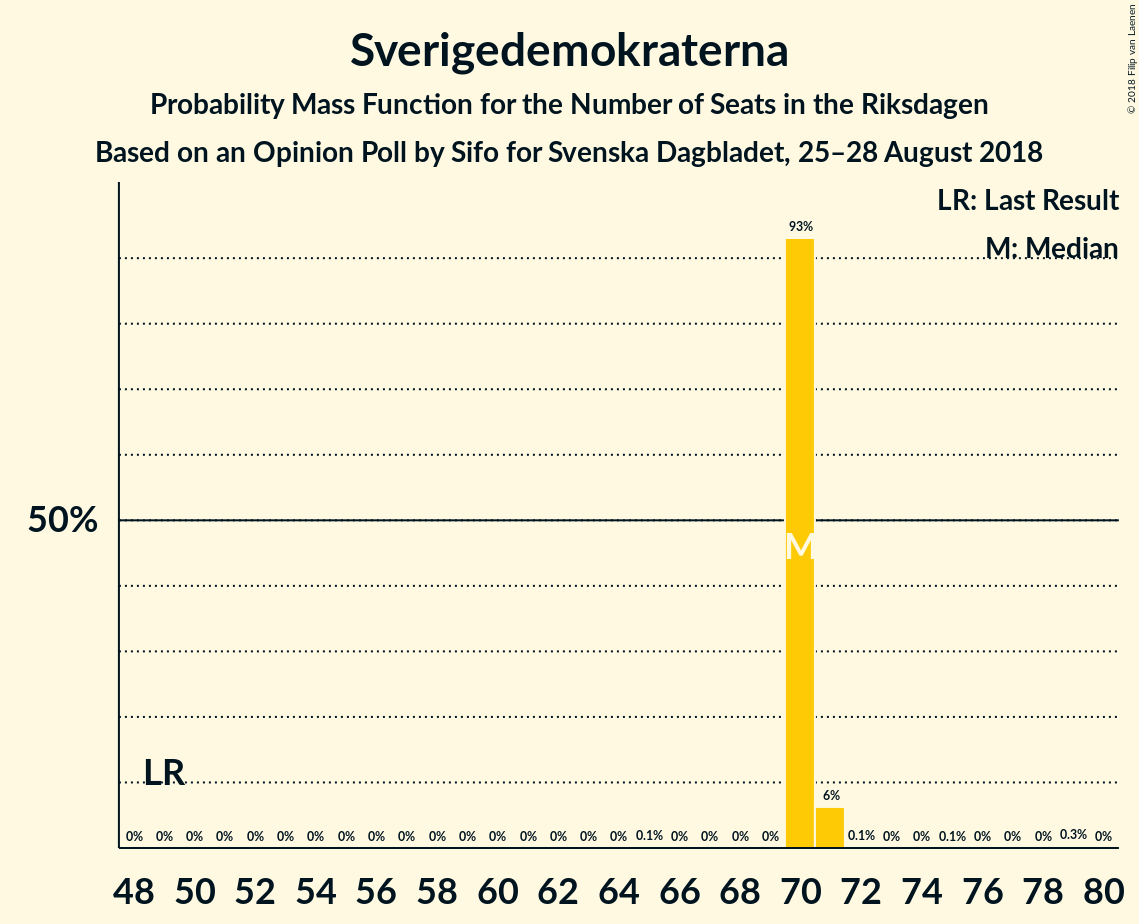 Sverigedemokraterna
Probability Mass Function for the Number of Seats in the Riksdagen
Based on an Opinion Poll by Sifo for Svenska Dagbladet, 25–28 August 2018
© 2018 Filip van Laenen
LR: Last Result
M: Median
93%
50%
M
LR
6%
0% 0% 0% 0% 0% 0% 0% 0% 0% 0% 0% 0% 0% 0% 0% 0% 0% 0.1% 0% 0% 0% 0% 0.1% 0% 0% 0.1% 0% 0% 0% 0.3% 0%
48 50 52 54 56 58 60 62 64 66 68 70 72 74 76 78 80